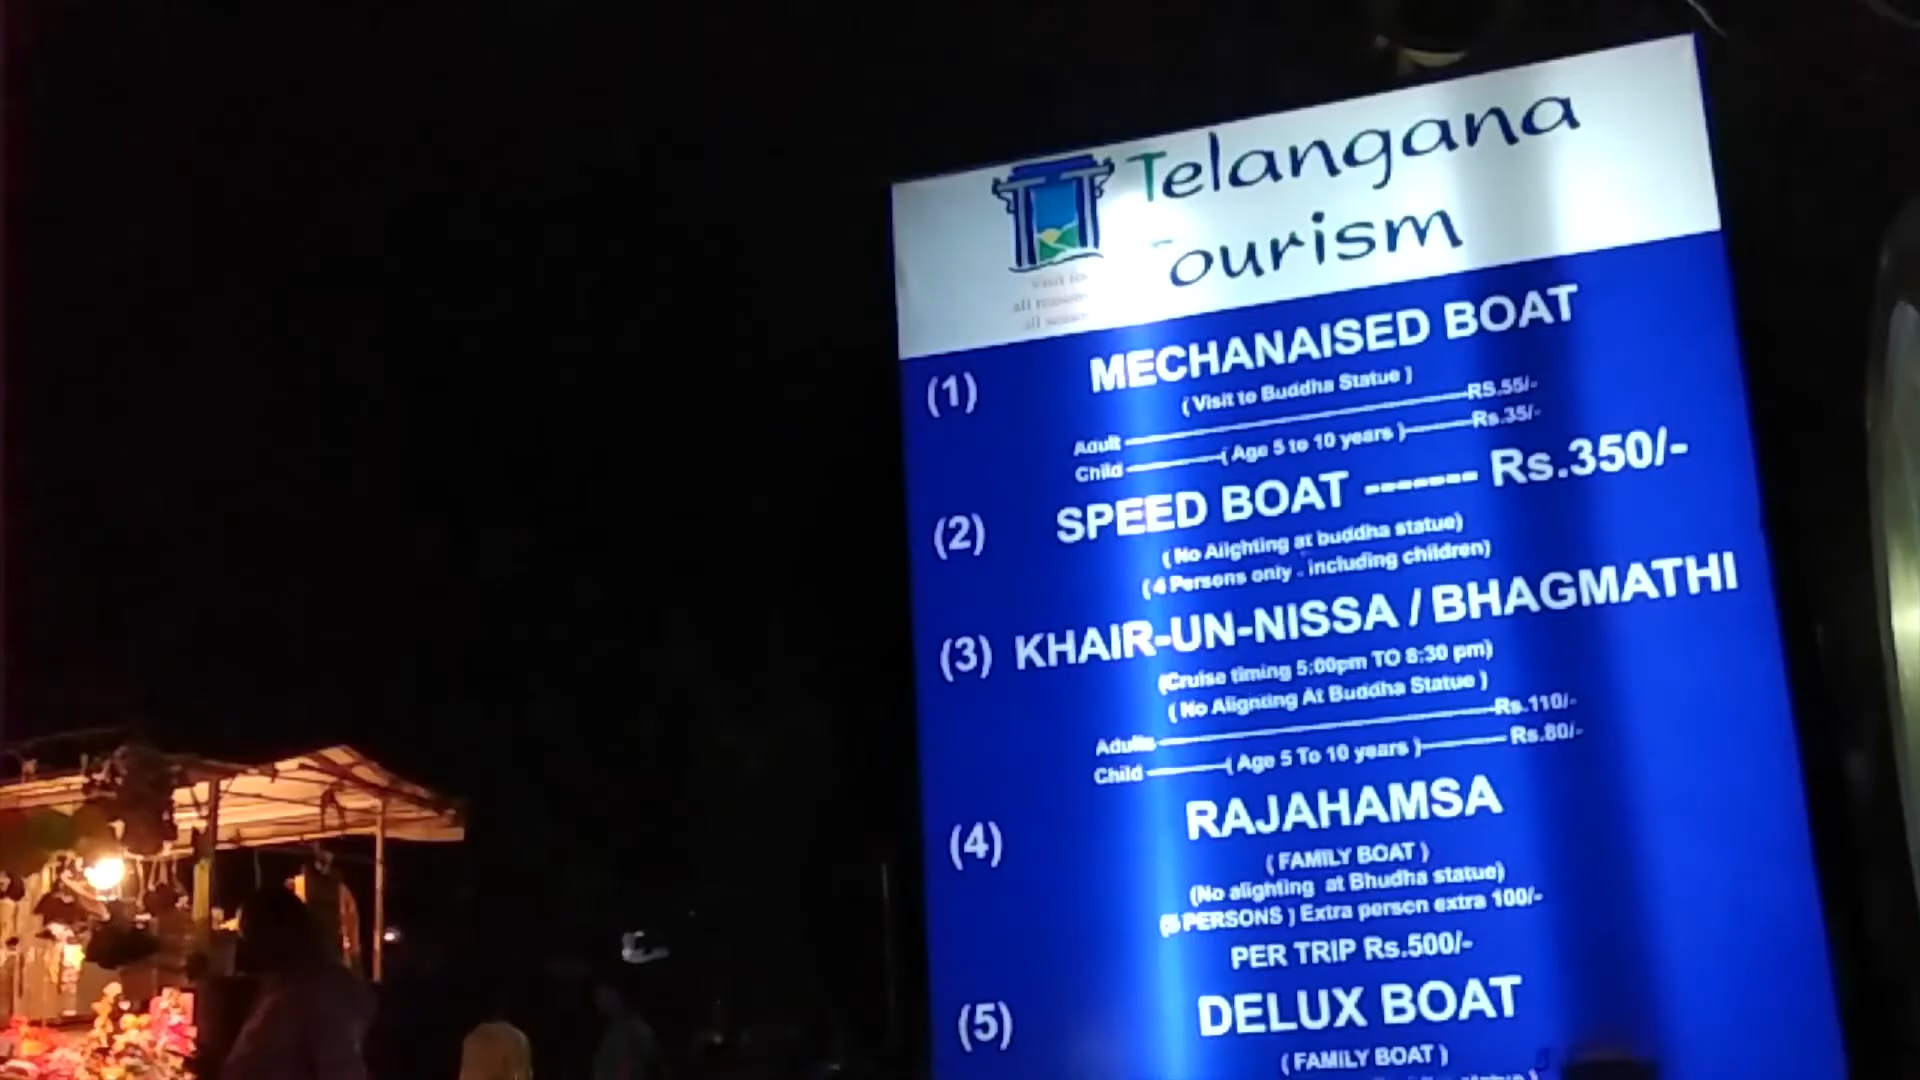 Telangana
Tourism
all
all
(1) MECHANAISED BOAT
( Visit to Buddha Statue )
Adult RS.55/-
Child ( Age 5 to 10 years ) Rs.35/-
(2) SPEED BOAT ------- Rs.350/-
( No Alighting at buddha statue)
( 4 Persons only . including children)
(3) KHAIR-UN-NISSA / BHAGMATHI
(Cruise timing 5:00pm TO 8:30 pm)
( No Alighting At Buddha Statue )
Adults Rs.110/-
Child ( Age 5 To 10 years ) Rs.80/-
(4) RAJAHAMSA
( FAMILY BOAT )
(No alighting at Bhudha statue)
PERSONS ) Extra person extra 100/-
PER TRIP Rs.500/-
(5) DELUX BOAT
( FAMILY BOAT )